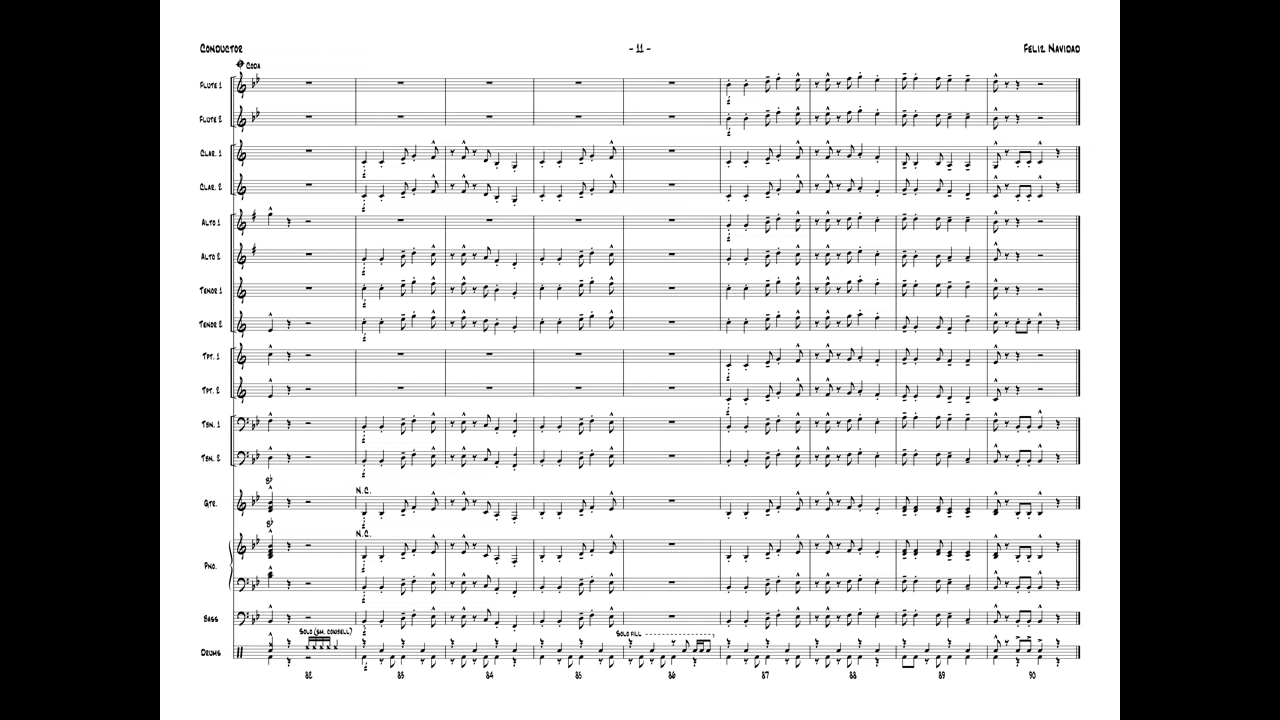 Conductor - 11 - Feliz Navidad
Coda
Flute 1
Flute 2
Clar. 1
Clar. 2
Alto 1
Alto 2
Tenor 1
Tenor 2
Tpt. 1
Tpt. 2
Tbn. 1
Tbn. 2
B♭
N.C.
Gtr.
B♭
N.C.
Pno.
Bass
Solo (sm. cowbell) Solo fill
Drums
82 83 84 85 86 87 88 89 90